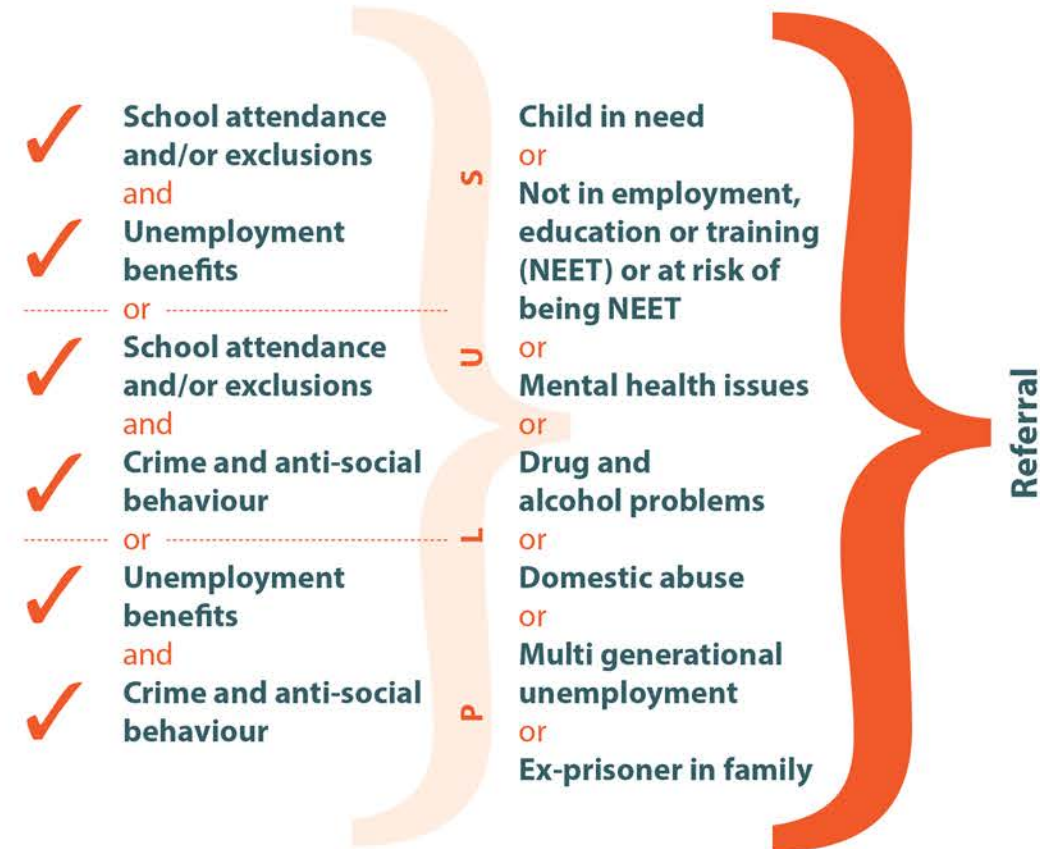 School attendance
and/or exclusions
and
Unemployment
benefits
or
School attendance
and/or exclusions
and
Crime and anti-social
behaviour
or
Unemployment
benefits
and
Crime and anti-social
behaviour
PLUS
Child in need
or
Not in employment,
education or training
(NEET) or at risk of
being NEET
or
Mental health issues
or
Drug and
alcohol problems
or
Domestic abuse
or
Multi generational
unemployment
or
Ex-prisoner in family
Referral